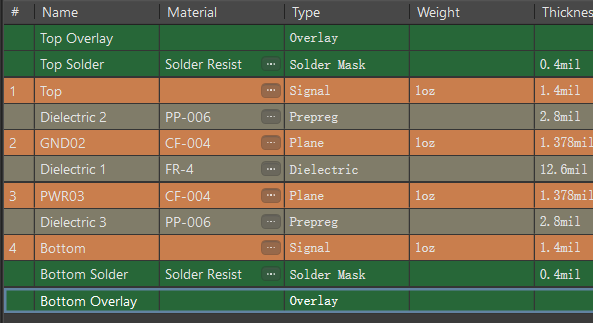 # Name Material Type Weight Thicknes
Top Overlay Overlay
Top Solder Solder Resist ... Solder Mask 0.4mil
1 Top ... Signal 1oz 1.4mil
Dielectric 2 PP-006 ... Prepreg 2.8mil
2 GND02 CF-004 ... Plane 1oz 1.378mil
Dielectric 1 FR-4 ... Dielectric 12.6mil
3 PWR03 CF-004 ... Plane 1oz 1.378mil
Dielectric 3 PP-006 ... Prepreg 2.8mil
4 Bottom ... Signal 1oz 1.4mil
Bottom Solder Solder Resist ... Solder Mask 0.4mil
Bottom Overlay Overlay